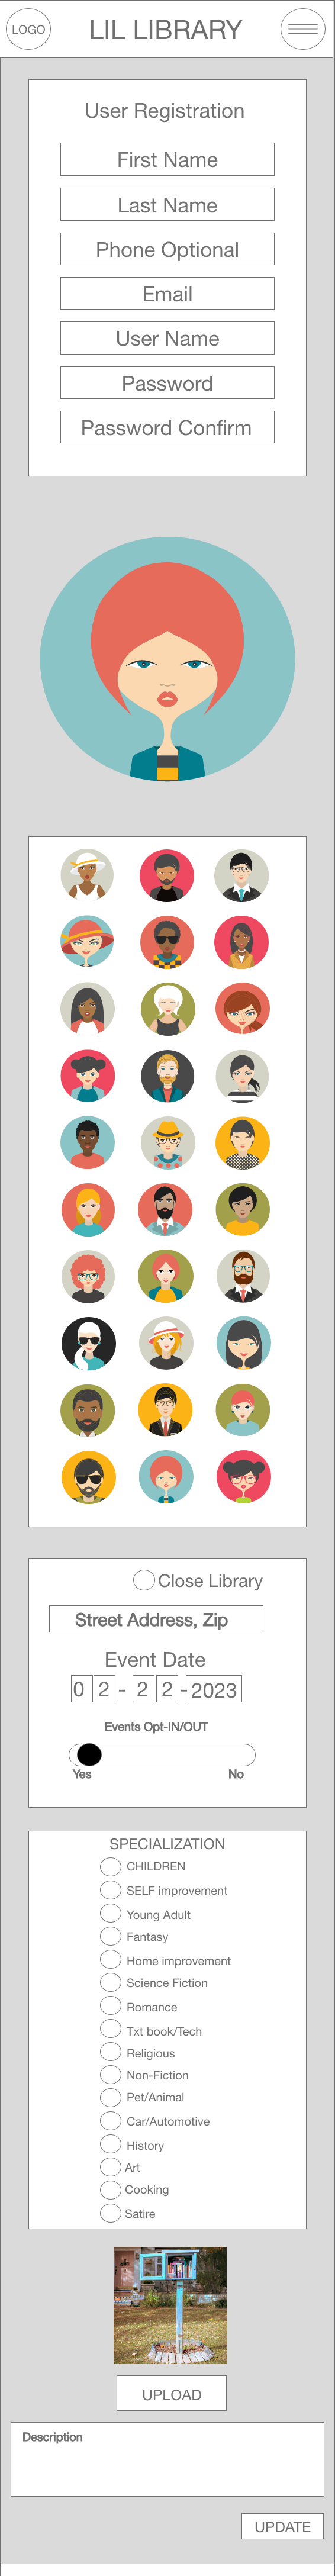 LOGO
LIL LIBRARY
User Registration
First Name
Last Name
Phone Optional
Email
User Name
Password
Password Confirm
Close Library
Street Address, Zip
Event Date
0 2 - 2 2 - 2023
Events Opt-IN/OUT
Yes No
SPECIALIZATION
CHILDREN
SELF improvement
Young Adult
Fantasy
Home improvement
Science Fiction
Romance
Txt book/Tech
Religious
Non-Fiction
Pet/Animal
Car/Automotive
History
Art
Cooking
Satire
UPLOAD
Description
UPDATE